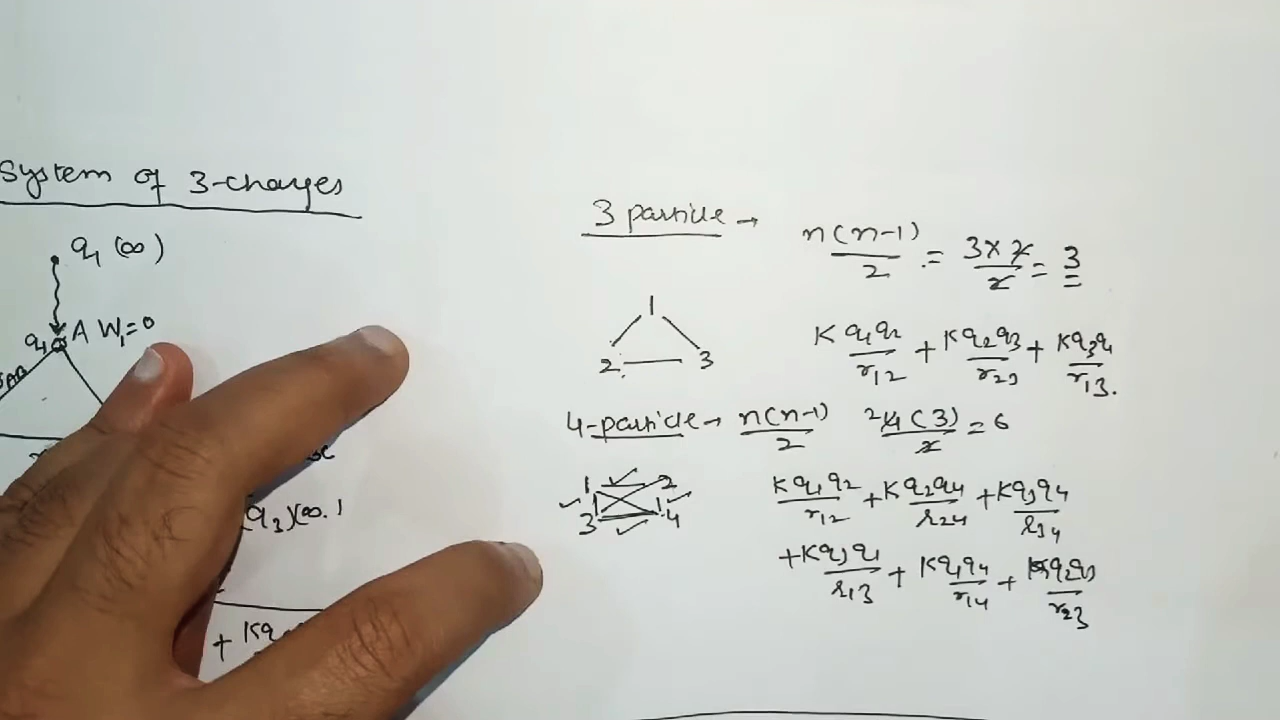 System of 3-charges
q₁ (∞)
q₁ A W₁=0
q₃)(∞.
+ Kq
3 particle → n(n-1)/2 = 3×2/2 = 3
1
2 3
Kq₁q₂/r₁₂ + Kq₂q₃/r₂₃ + Kq₃q₁/r₁₃.
4-particle → n(n-1)/2 ²4(3)/2 = 6
1 2
3 4
Kq₁q₂/r₁₂ + Kq₂q₄/r₂₄ + Kq₃q₄/r₃₄
+ Kq₃q₁/r₁₃ + Kq₁q₄/r₁₄ + Kq₂q₃/r₂₃